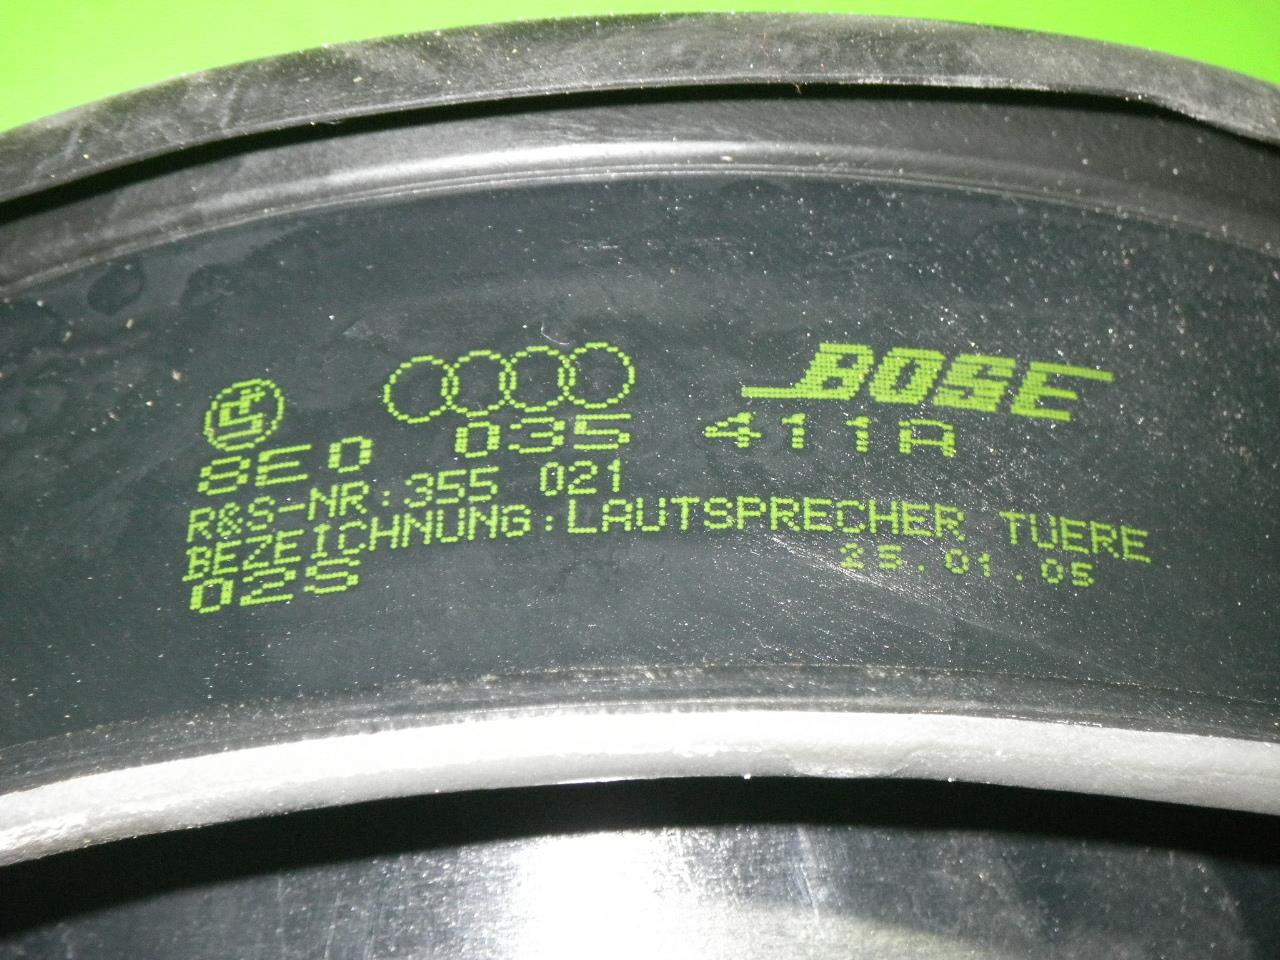 BOSE
8E0 035 411A
R&S-NR:355 021
BEZEICHNUNG:LAUTSPRECHER TUERE
02S 25.01.05